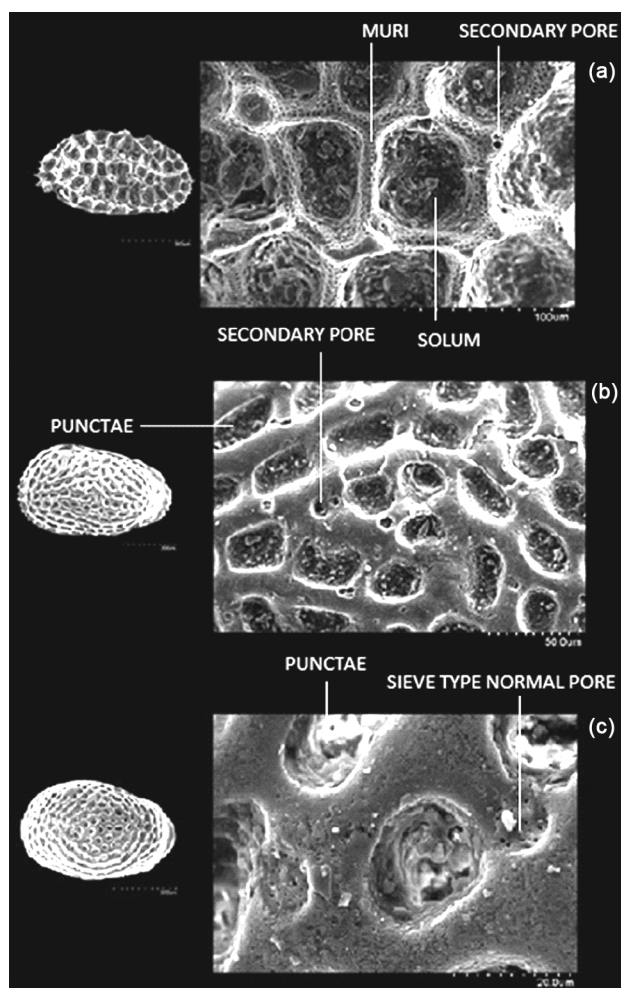 MURI SECONDARY PORE
(a)
100um
SECONDARY PORE SOLUM
(b)
PUNCTAE
50.0um
PUNCTAE
SIEVE TYPE NORMAL PORE
(c)
20.0um